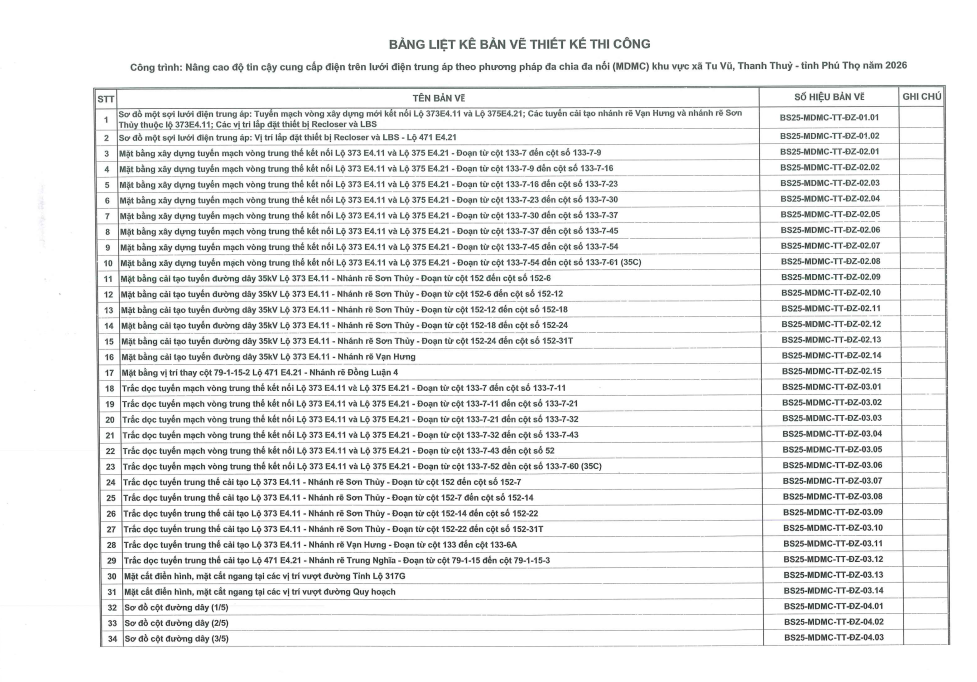 BẢNG LIỆT KÊ BẢN VẼ THIẾT KẾ THI CÔNG
Công trình: Nâng cao độ tin cậy cung cấp điện trên lưới điện trung áp theo phương pháp đa chia đa nối (MDMC) khu vực xã Tu Vũ, Thanh Thuỷ - tỉnh Phú Thọ năm 2026
STT TÊN BẢN VẼ SỐ HIỆU BẢN VẼ GHI CHÚ
1 Sơ đồ một sợi lưới điện trung áp: Tuyến mạch vòng xây dựng mới kết nối Lộ 373E4.11 và Lộ 375E4.21; Các tuyến cải tạo nhánh rẽ Vạn Hưng và nhánh rẽ Sơn BS25-MDMC-TT-ĐZ-01.01
Thủy thuộc lộ 373E4.11; Các vị trí lắp đặt thiết bị Recloser và LBS
2 Sơ đồ một sợi lưới điện trung áp: Vị trí lắp đặt thiết bị Recloser và LBS - Lộ 471 E4.21 BS25-MDMC-TT-ĐZ-01.02
3 Mặt bằng xây dựng tuyến mạch vòng trung thế kết nối Lộ 373 E4.11 và Lộ 375 E4.21 - Đoạn từ cột 133-7 đến cột số 133-7-9 BS25-MDMC-TT-ĐZ-02.01
4 Mặt bằng xây dựng tuyến mạch vòng trung thế kết nối Lộ 373 E4.11 và Lộ 375 E4.21 - Đoạn từ cột 133-7-9 đến cột số 133-7-16 BS25-MDMC-TT-ĐZ-02.02
5 Mặt bằng xây dựng tuyến mạch vòng trung thế kết nối Lộ 373 E4.11 và Lộ 375 E4.21 - Đoạn từ cột 133-7-16 đến cột số 133-7-23 BS25-MDMC-TT-ĐZ-02.03
6 Mặt bằng xây dựng tuyến mạch vòng trung thế kết nối Lộ 373 E4.11 và Lộ 375 E4.21 - Đoạn từ cột 133-7-23 đến cột số 133-7-30 BS25-MDMC-TT-ĐZ-02.04
7 Mặt bằng xây dựng tuyến mạch vòng trung thế kết nối Lộ 373 E4.11 và Lộ 375 E4.21 - Đoạn từ cột 133-7-30 đến cột số 133-7-37 BS25-MDMC-TT-ĐZ-02.05
8 Mặt bằng xây dựng tuyến mạch vòng trung thế kết nối Lộ 373 E4.11 và Lộ 375 E4.21 - Đoạn từ cột 133-7-37 đến cột số 133-7-45 BS25-MDMC-TT-ĐZ-02.06
9 Mặt bằng xây dựng tuyến mạch vòng trung thế kết nối Lộ 373 E4.11 và Lộ 375 E4.21 - Đoạn từ cột 133-7-45 đến cột số 133-7-54 BS25-MDMC-TT-ĐZ-02.07
10 Mặt bằng xây dựng tuyến mạch vòng trung thế kết nối Lộ 373 E4.11 và Lộ 375 E4.21 - Đoạn từ cột 133-7-54 đến cột số 133-7-61 (35C) BS25-MDMC-TT-ĐZ-02.08
11 Mặt bằng cải tạo tuyến đường dây 35kV Lộ 373 E4.11 - Nhánh rẽ Sơn Thủy - Đoạn từ cột 152 đến cột số 152-6 BS25-MDMC-TT-ĐZ-02.09
12 Mặt bằng cải tạo tuyến đường dây 35kV Lộ 373 E4.11 - Nhánh rẽ Sơn Thủy - Đoạn từ cột 152-6 đến cột số 152-12 BS25-MDMC-TT-ĐZ-02.10
13 Mặt bằng cải tạo tuyến đường dây 35kV Lộ 373 E4.11 - Nhánh rẽ Sơn Thủy - Đoạn từ cột 152-12 đến cột số 152-18 BS25-MDMC-TT-ĐZ-02.11
14 Mặt bằng cải tạo tuyến đường dây 35kV Lộ 373 E4.11 - Nhánh rẽ Sơn Thủy - Đoạn từ cột 152-18 đến cột số 152-24 BS25-MDMC-TT-ĐZ-02.12
15 Mặt bằng cải tạo tuyến đường dây 35kV Lộ 373 E4.11 - Nhánh rẽ Sơn Thủy - Đoạn từ cột 152-24 đến cột số 152-31T BS25-MDMC-TT-ĐZ-02.13
16 Mặt bằng cải tạo tuyến đường dây 35kV Lộ 373 E4.11 - Nhánh rẽ Vạn Hưng BS25-MDMC-TT-ĐZ-02.14
17 Mặt bằng vị trí thay cột 79-1-15-2 Lộ 471 E4.21 - Nhánh rẽ Đồng Luận 4 BS25-MDMC-TT-ĐZ-02.15
18 Trắc dọc tuyến mạch vòng trung thế kết nối Lộ 373 E4.11 và Lộ 375 E4.21 - Đoạn từ cột 133-7 đến cột số 133-7-11 BS25-MDMC-TT-ĐZ-03.01
19 Trắc dọc tuyến mạch vòng trung thế kết nối Lộ 373 E4.11 và Lộ 375 E4.21 - Đoạn từ cột 133-7-11 đến cột số 133-7-21 BS25-MDMC-TT-ĐZ-03.02
20 Trắc dọc tuyến mạch vòng trung thế kết nối Lộ 373 E4.11 và Lộ 375 E4.21 - Đoạn từ cột 133-7-21 đến cột số 133-7-32 BS25-MDMC-TT-ĐZ-03.03
21 Trắc dọc tuyến mạch vòng trung thế kết nối Lộ 373 E4.11 và Lộ 375 E4.21 - Đoạn từ cột 133-7-32 đến cột số 133-7-43 BS25-MDMC-TT-ĐZ-03.04
22 Trắc dọc tuyến mạch vòng trung thế kết nối Lộ 373 E4.11 và Lộ 375 E4.21 - Đoạn từ cột 133-7-43 đến cột số 52 BS25-MDMC-TT-ĐZ-03.05
23 Trắc dọc tuyến mạch vòng trung thế kết nối Lộ 373 E4.11 và Lộ 375 E4.21 - Đoạn từ cột 133-7-52 đến cột số 133-7-60 (35C) BS25-MDMC-TT-ĐZ-03.06
24 Trắc dọc tuyến trung thế cải tạo Lộ 373 E4.11 - Nhánh rẽ Sơn Thủy - Đoạn từ cột 152 đến cột số 152-7 BS25-MDMC-TT-ĐZ-03.07
25 Trắc dọc tuyến trung thế cải tạo Lộ 373 E4.11 - Nhánh rẽ Sơn Thủy - Đoạn từ cột 152-7 đến cột số 152-14 BS25-MDMC-TT-ĐZ-03.08
26 Trắc dọc tuyến trung thế cải tạo Lộ 373 E4.11 - Nhánh rẽ Sơn Thủy - Đoạn từ cột 152-14 đến cột số 152-22 BS25-MDMC-TT-ĐZ-03.09
27 Trắc dọc tuyến trung thế cải tạo Lộ 373 E4.11 - Nhánh rẽ Sơn Thủy - Đoạn từ cột 152-22 đến cột số 152-31T BS25-MDMC-TT-ĐZ-03.10
28 Trắc dọc tuyến trung thế cải tạo Lộ 373 E4.11 - Nhánh rẽ Vạn Hưng - Đoạn từ cột 133 đến cột 133-6A BS25-MDMC-TT-ĐZ-03.11
29 Trắc dọc tuyến trung thế cải tạo Lộ 471 E4.21 - Nhánh rẽ Trung Nghĩa - Đoạn từ cột 79-1-15 đến cột 79-1-15-3 BS25-MDMC-TT-ĐZ-03.12
30 Mặt cắt điển hình, mặt cắt ngang tại các vị trí vượt đường Tỉnh Lộ 317G BS25-MDMC-TT-ĐZ-03.13
31 Mặt cắt điển hình, mặt cắt ngang tại các vị trí vượt đường Quy hoạch BS25-MDMC-TT-ĐZ-03.14
32 Sơ đồ cột đường dây (1/5) BS25-MDMC-TT-ĐZ-04.01
33 Sơ đồ cột đường dây (2/5) BS25-MDMC-TT-ĐZ-04.02
34 Sơ đồ cột đường dây (3/5) BS25-MDMC-TT-ĐZ-04.03